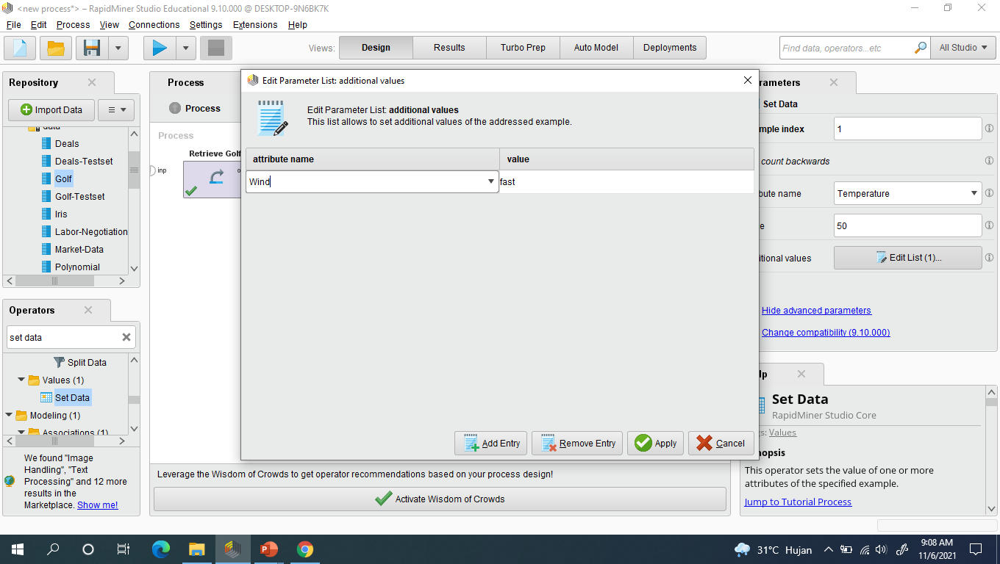 <new process*> – RapidMiner Studio Educational 9.10.000 @ DESKTOP-9N6BK7K
File Edit Process View Connections Settings Extensions Help
Views: Design Results Turbo Prep Auto Model Deployments
Find data, operators...etc
All Studio
Repository
Import Data
data
Deals
Deals-Testset
Golf
Golf-Testset
Iris
Labor-Negotiation
Market-Data
Polynomial
Operators
set data
Split Data
Values (1)
Set Data
Modeling (1)
Associations (1)
We found "Image
Handling", "Text
Processing" and 12 more
results in the
Marketplace. Show me!
Process
Process
Process
Retrieve Golf
inp
o
Edit Parameter List: additional values
Edit Parameter List: additional values
This list allows to set additional values of the addressed example.
attribute name value
Wind fast
Add Entry Remove Entry Apply Cancel
Leverage the Wisdom of Crowds to get operator recommendations based on your process design!
Activate Wisdom of Crowds
rameters
Set Data
mple index 1
count backwards
bute name Temperature
e 50
itional values Edit List (1)...
Hide advanced parameters
Change compatibility (9.10.000)
lp
Set Data
RapidMiner Studio Core
s: Values
nopsis
This operator sets the value of one or more
attributes of the specified example.
Jump to Tutorial Process
31°C Hujan
9:08 AM
11/6/2021